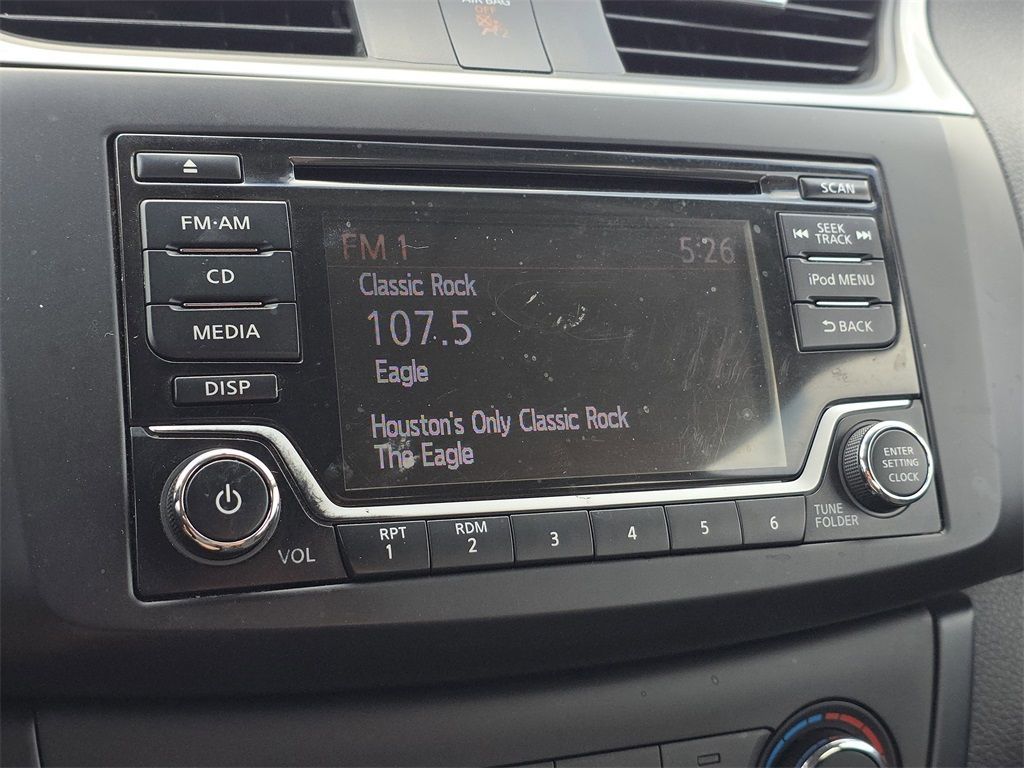 AIR BAG
OFF
2
SCAN
FM·AM
CD
MEDIA
DISP
FM 1
5:26
Classic Rock
107.5
Eagle
Houston's Only Classic Rock
The Eagle
SEEK
TRACK
iPod MENU
BACK
ENTER
SETTING
CLOCK
TUNE
FOLDER
VOL
RPT
1
RDM
2
3
4
5
6